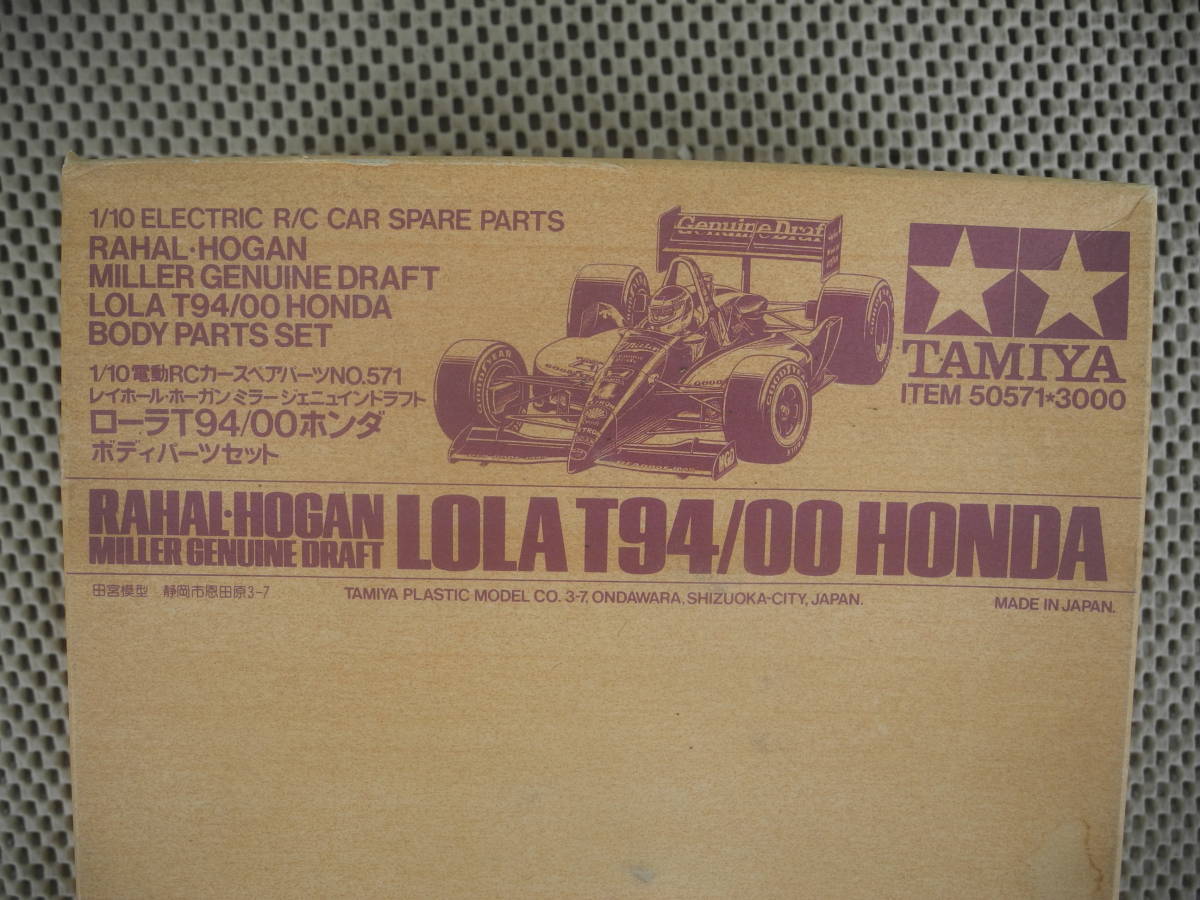 1/10 ELECTRIC R/C CAR SPARE PARTS
RAHAL·HOGAN
MILLER GENUINE DRAFT
LOLA T94/00 HONDA
BODY PARTS SET
1/10電動RCカースペアパーツNO.571
レイホール·ホーガン ミラー ジェニュインドラフト
ローラT94/00ホンダ
ボディパーツセット
Genuine Draf
GOODYEAR
TAMIYA
ITEM 50571★3000
RAHAL·HOGAN
MILLER GENUINE DRAFT
LOLA T94/00 HONDA
田宮模型 静岡市恩田原3-7
TAMIYA PLASTIC MODEL CO. 3-7, ONDAWARA, SHIZUOKA-CITY, JAPAN.
MADE IN JAPAN.